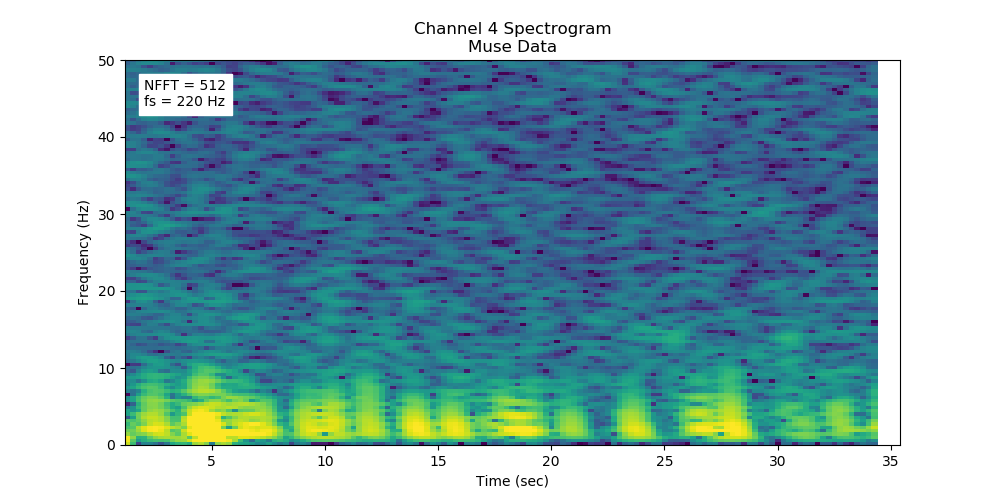 Channel 4 Spectrogram
Muse Data
NFFT = 512
fs = 220 Hz
50
40
30
20
10
0
Frequency (Hz)
5
10
15
20
25
30
35
Time (sec)